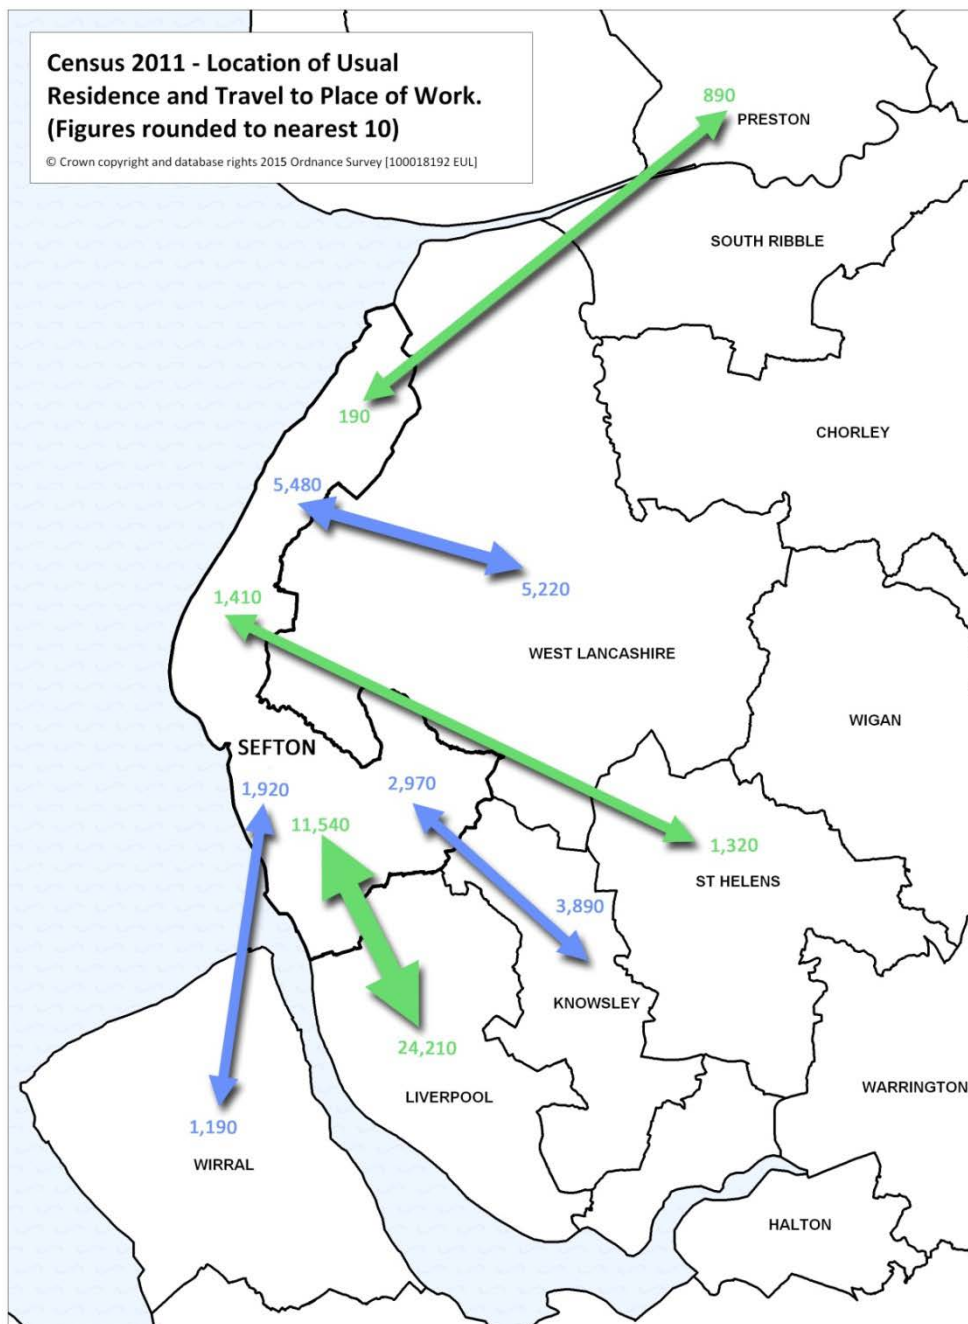 Census 2011 - Location of Usual
Residence and Travel to Place of Work.
(Figures rounded to nearest 10)
© Crown copyright and database rights 2015 Ordnance Survey [100018192 EUL]
890
PRESTON
SOUTH RIBBLE
190
CHORLEY
5,480
5,220
1,410
WEST LANCASHIRE
WIGAN
SEFTON
1,920
2,970
11,540
1,320
ST HELENS
3,890
KNOWSLEY
24,210
WARRINGTON
LIVERPOOL
1,190
WIRRAL
HALTON